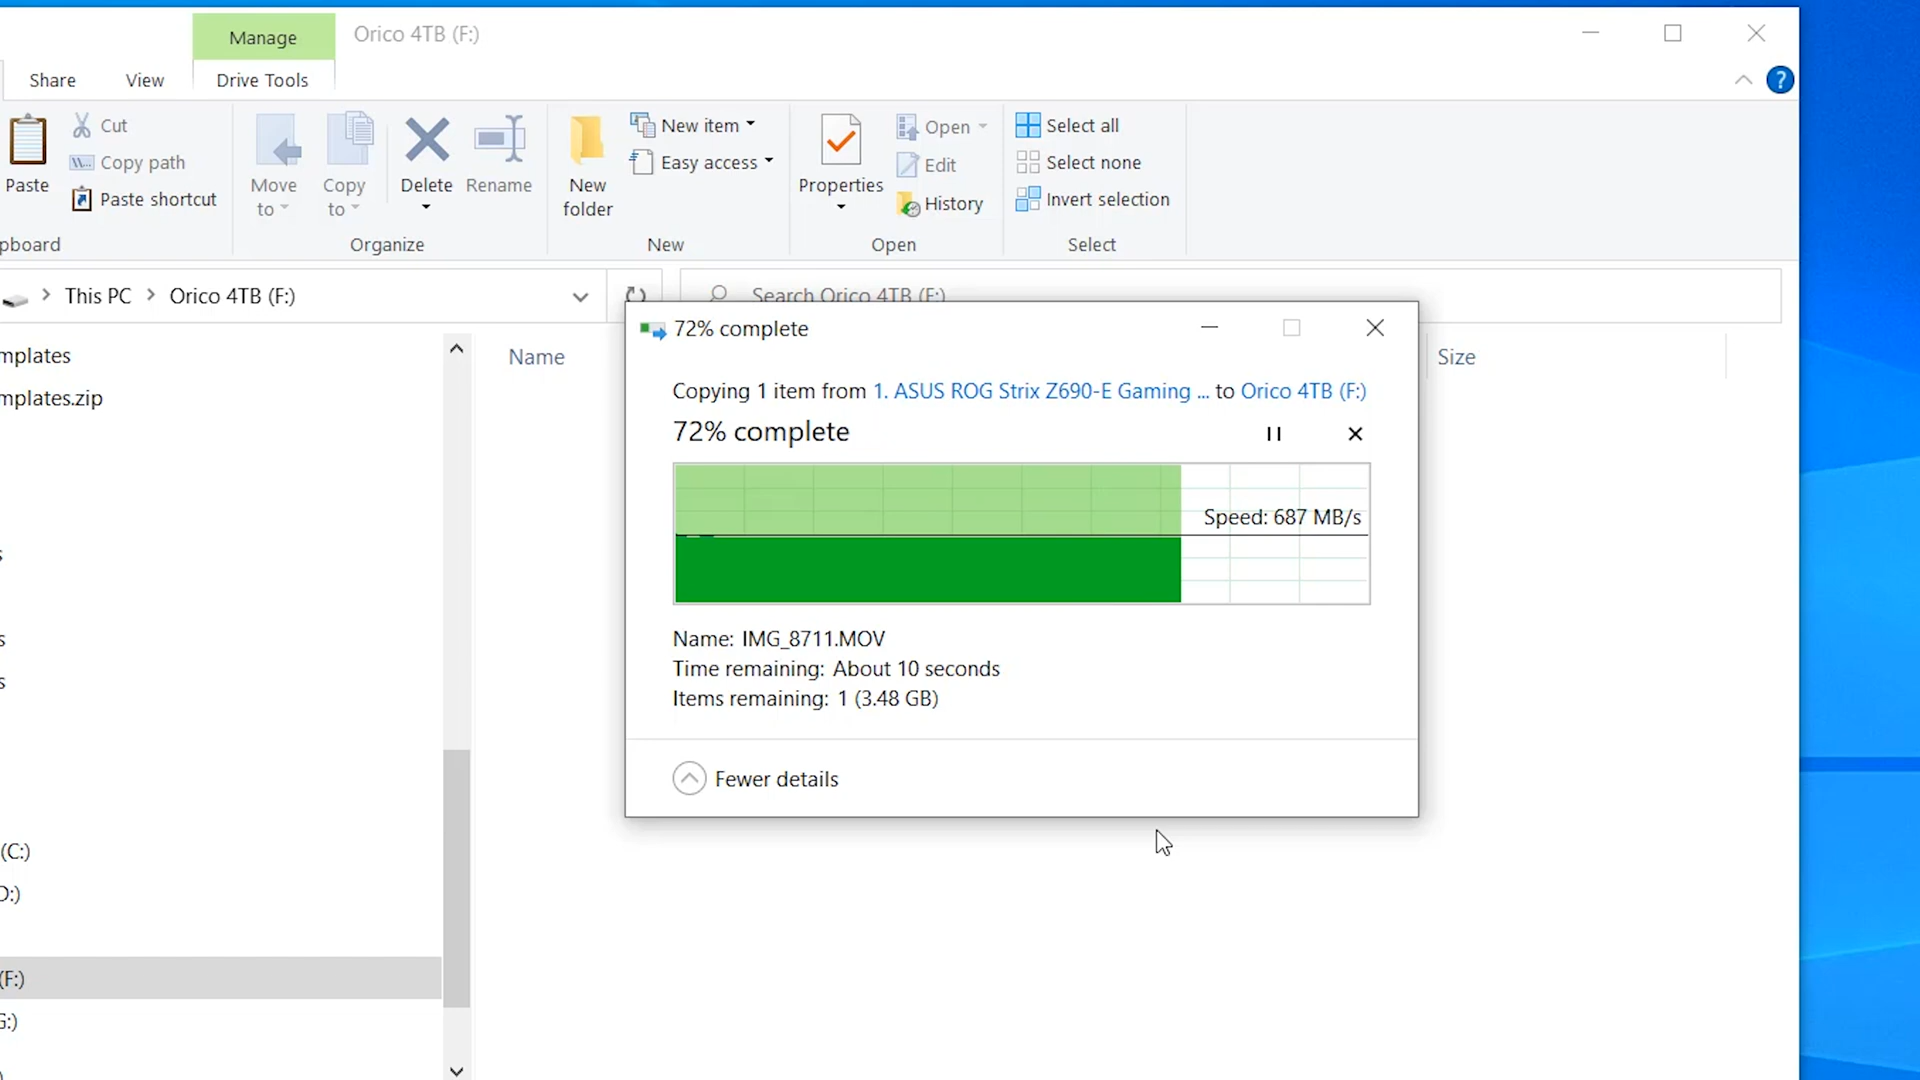 Manage
Orico 4TB (F:)
Share
View
Drive Tools
?
Paste
Cut
Copy path
Paste shortcut
Move to
Copy to
Delete
Rename
New folder
New item
Easy access
Properties
Open
Edit
History
Select all
Select none
Invert selection
pboard
Organize
New
Open
Select
This PC
Orico 4TB (F:)
Search Orico 4TB (F:)
mplates
mplates.zip
s
s
s
(C:)
D:)
(F:)
G:)
Name
Size
72% complete
Copying 1 item from 1. ASUS ROG Strix Z690-E Gaming ... to Orico 4TB (F:)
72% complete
Speed: 687 MB/s
Name: IMG_8711.MOV
Time remaining: About 10 seconds
Items remaining: 1 (3.48 GB)
Fewer details